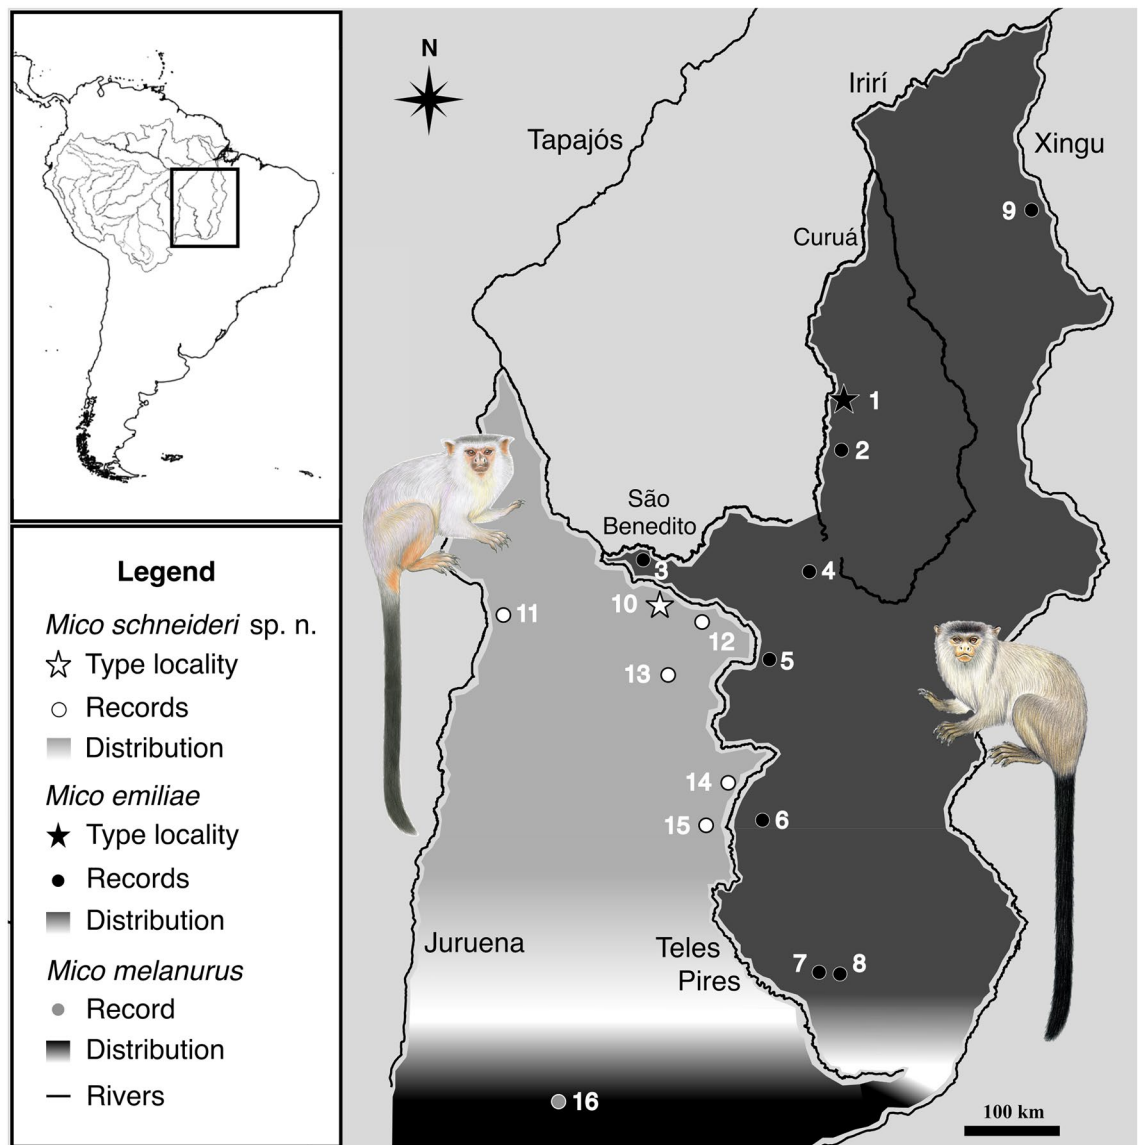 N
Irirí
Tapajós
Xingu
9
Curuá
1
2
São
Benedito
3
4
10
11
12
5
13
14
15
6
Juruena
Teles
Pires
7
8
16
100 km
Legend
Mico schneideri sp. n.
Type locality
Records
Distribution
Mico emiliae
Type locality
Records
Distribution
Mico melanurus
Record
Distribution
Rivers